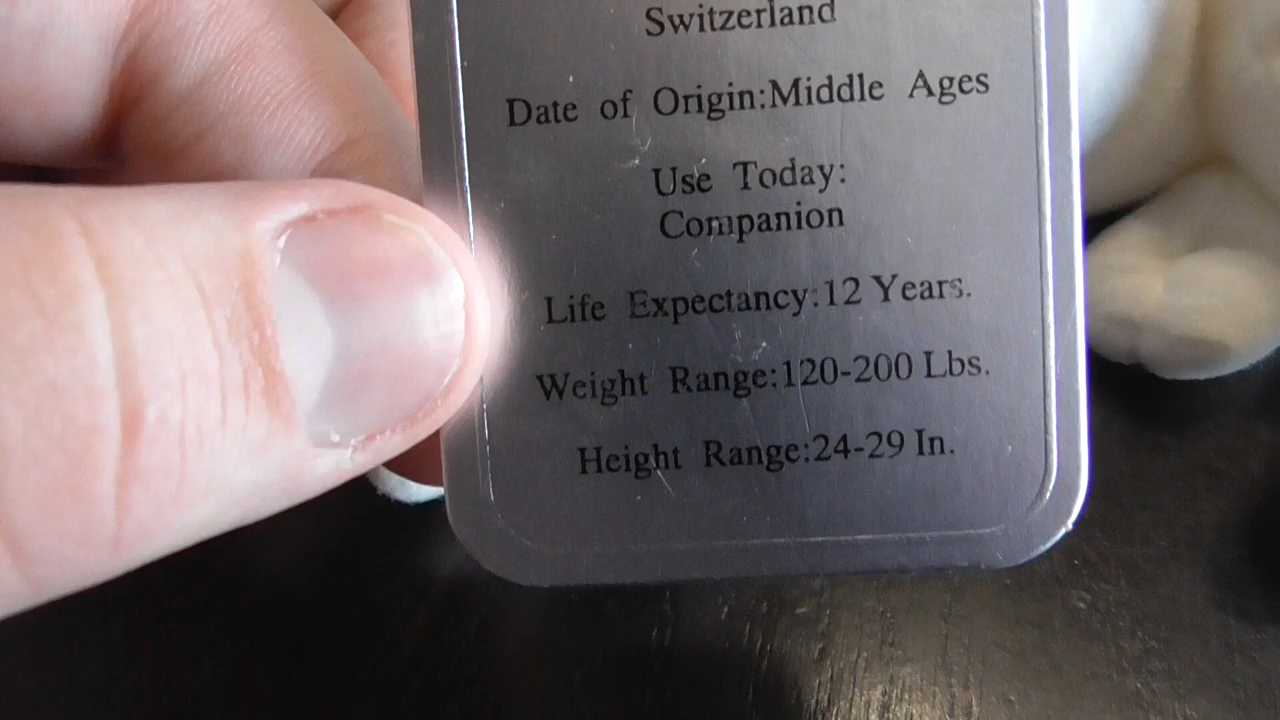 Switzerland
Date of Origin:Middle Ages
Use Today:
Companion
Life Expectancy:12 Years.
Weight Range:120-200 Lbs.
Height Range:24-29 In.